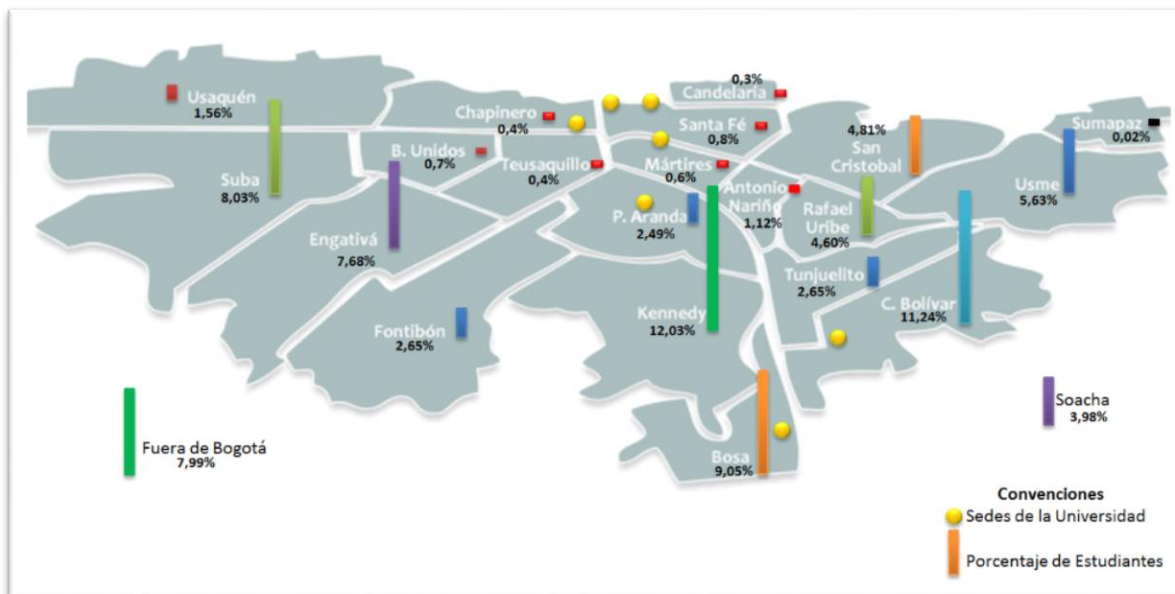 Usaquén
1,56%
Suba
8,03%
Chapinero
0,4%
B. Unidos
0,7%
Teusaquillo
0,4%
Engativá
7,68%
Fontibón
2,65%
0,3%
Candelaria
Santa Fé
0,8%
Mártires
0,6%
P. Aranda
2,49%
Antonio
Nariño
1,12%
4,81%
San
Cristobal
Rafael
Uribe
4,60%
Tunjuelito
2,65%
Kennedy
12,03%
C. Bolívar
11,24%
Usme
5,63%
Sumapaz
0,02%
Bosa
9,05%
Fuera de Bogotá
7,99%
Soacha
3,98%
Convenciones
Sedes de la Universidad
Porcentaje de Estudiantes